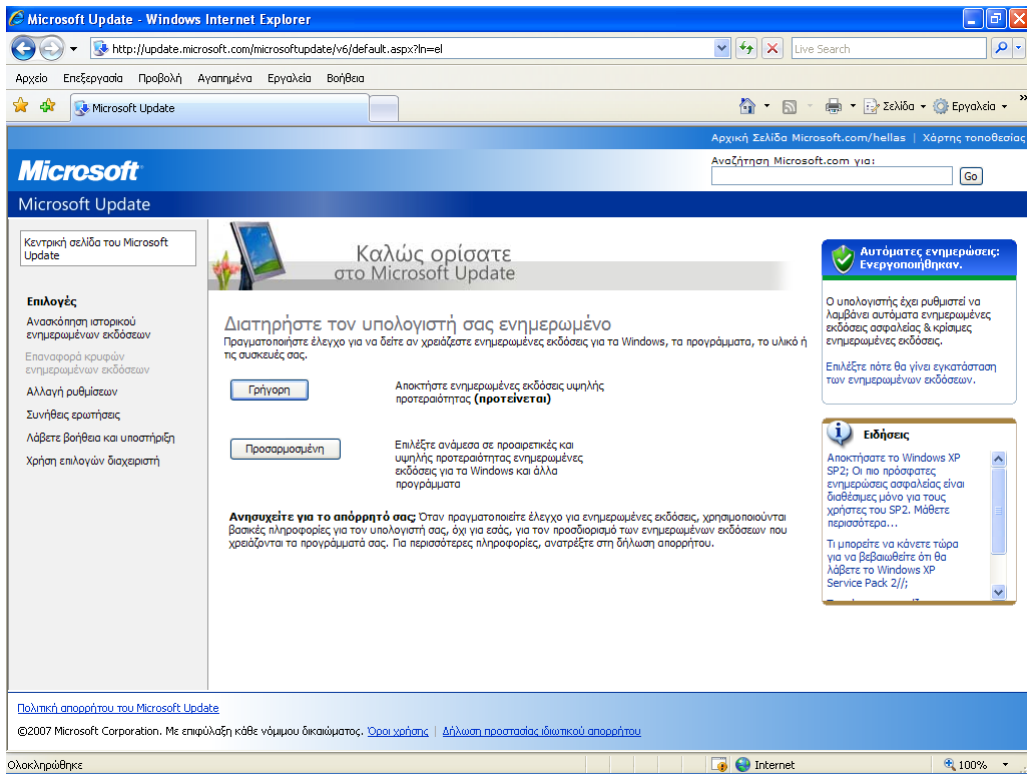 Microsoft Update - Windows Internet Explorer
http://update.microsoft.com/microsoftupdate/v6/default.aspx?ln=el
Live Search
Αρχείο Επεξεργασία Προβολή Αγαπημένα Εργαλεία Βοήθεια
Microsoft Update
Σελίδα
Εργαλεία
Αρχική Σελίδα Microsoft.com/hellas | Χάρτης τοποθεσίας
Microsoft
Αναζήτηση Microsoft.com για:
Go
Microsoft Update
Κεντρική σελίδα του Microsoft
Update
Επιλογές
Ανασκόπηση ιστορικού
ενημερωμένων εκδόσεων
Επαναφορά κρυφών
ενημερωμένων εκδόσεων
Αλλαγή ρυθμίσεων
Συνήθεις ερωτήσεις
Λάβετε βοήθεια και υποστήριξη
Χρήση επιλογών διαχειριστή
Καλώς ορίσατε
στο Microsoft Update
Διατηρήστε τον υπολογιστή σας ενημερωμένο
Πραγματοποιήστε έλεγχο για να δείτε αν χρειάζεστε ενημερωμένες εκδόσεις για τα Windows, τα προγράμματα, το υλικό ή
τις συσκευές σας.
Γρήγορη
Αποκτήστε ενημερωμένες εκδόσεις υψηλής
προτεραιότητας (προτείνεται)
Προσαρμοσμένη
Επιλέξτε ανάμεσα σε προαιρετικές και
υψηλής προτεραιότητας ενημερωμένες
εκδόσεις για τα Windows και άλλα
προγράμματα
Ανησυχείτε για το απόρρητό σας; Όταν πραγματοποιείτε έλεγχο για ενημερωμένες εκδόσεις, χρησιμοποιούνται
βασικές πληροφορίες για τον υπολογιστή σας, όχι για εσάς, για τον προσδιορισμό των ενημερωμένων εκδόσεων που
χρειάζονται τα προγράμματά σας. Για περισσότερες πληροφορίες, ανατρέξτε στη δήλωση απορρήτου.
Αυτόματες ενημερώσεις:
Ενεργοποιήθηκαν.
Ο υπολογιστής έχει ρυθμιστεί να
λαμβάνει αυτόματα ενημερωμένες
εκδόσεις ασφαλείας & κρίσιμες
ενημερωμένες εκδόσεις.
Επιλέξτε πότε θα γίνει εγκατάσταση
των ενημερωμένων εκδόσεων.
Ειδήσεις
Αποκτήσατε το Windows XP
SP2; Οι πιο πρόσφατες
ενημερώσεις ασφαλείας είναι
διαθέσιμες μόνο για τους
χρήστες του SP2. Μάθετε
περισσότερα...
Τι μπορείτε να κάνετε τώρα
για να βεβαιωθείτε ότι θα
λάβετε το Windows XP
Service Pack 2//;
Πολιτική απορρήτου του Microsoft Update
©2007 Microsoft Corporation. Με επιφύλαξη κάθε νόμιμου δικαιώματος. Όροι χρήσης | Δήλωση προστασίας ιδιωτικού απορρήτου
Ολοκληρώθηκε
Internet
100%